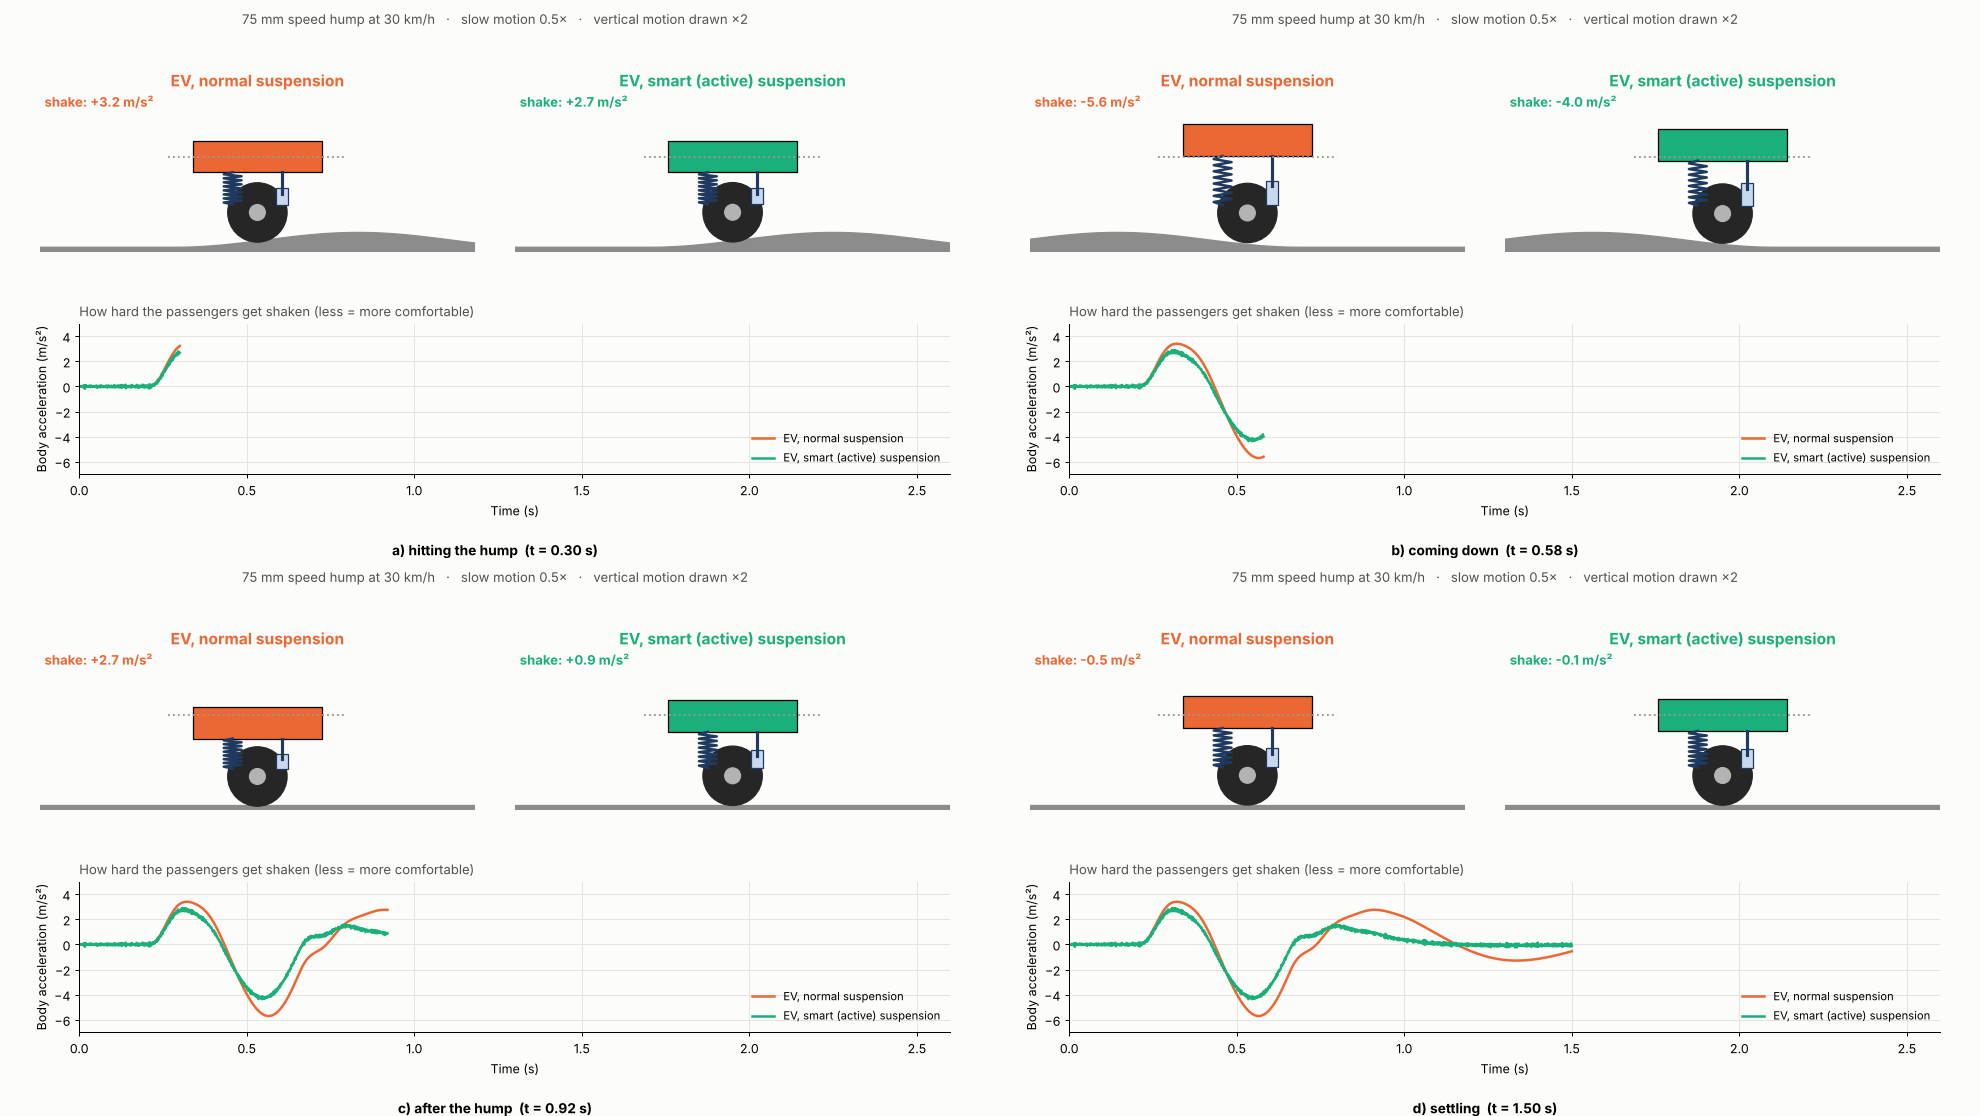 75 mm speed hump at 30 km/h · slow motion 0.5× · vertical motion drawn ×2
EV, normal suspension
EV, smart (active) suspension
shake: +3.2 m/s²
shake: +2.7 m/s²
How hard the passengers get shaken (less = more comfortable)
Body acceleration (m/s²)
4
2
0
−2
−4
−6
EV, normal suspension
EV, smart (active) suspension
0.0 0.5 1.0 1.5 2.0 2.5
Time (s)
a) hitting the hump (t = 0.30 s)
75 mm speed hump at 30 km/h · slow motion 0.5× · vertical motion drawn ×2
EV, normal suspension
EV, smart (active) suspension
shake: -5.6 m/s²
shake: -4.0 m/s²
How hard the passengers get shaken (less = more comfortable)
Body acceleration (m/s²)
4
2
0
−2
−4
−6
EV, normal suspension
EV, smart (active) suspension
0.0 0.5 1.0 1.5 2.0 2.5
Time (s)
b) coming down (t = 0.58 s)
75 mm speed hump at 30 km/h · slow motion 0.5× · vertical motion drawn ×2
EV, normal suspension
EV, smart (active) suspension
shake: +2.7 m/s²
shake: +0.9 m/s²
How hard the passengers get shaken (less = more comfortable)
Body acceleration (m/s²)
4
2
0
−2
−4
−6
EV, normal suspension
EV, smart (active) suspension
0.0 0.5 1.0 1.5 2.0 2.5
Time (s)
c) after the hump (t = 0.92 s)
75 mm speed hump at 30 km/h · slow motion 0.5× · vertical motion drawn ×2
EV, normal suspension
EV, smart (active) suspension
shake: -0.5 m/s²
shake: -0.1 m/s²
How hard the passengers get shaken (less = more comfortable)
Body acceleration (m/s²)
4
2
0
−2
−4
−6
EV, normal suspension
EV, smart (active) suspension
0.0 0.5 1.0 1.5 2.0 2.5
Time (s)
d) settling (t = 1.50 s)